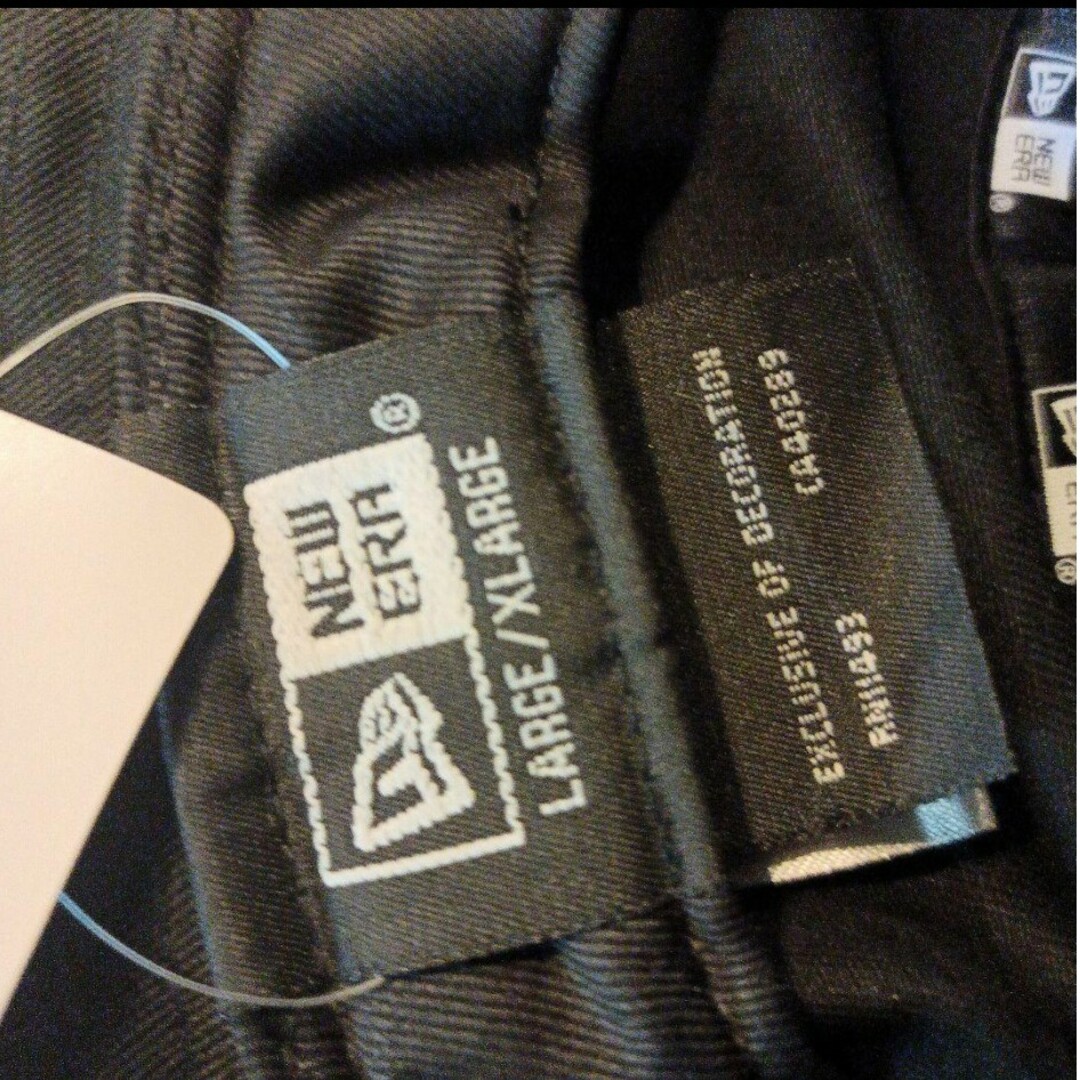 NEW
ERA
®
LARGE/XLARGE
EXCLUSIVE OF DECORATION
RN11493 CA40289
NEW
ERA
®
®